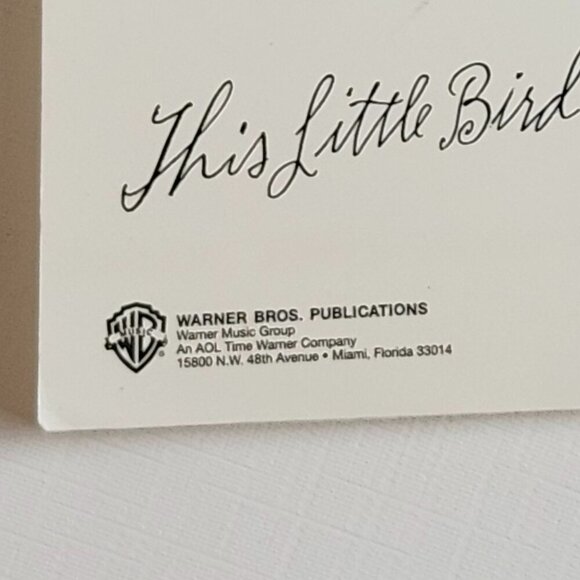 This Little Bird
MUSIC
WARNER BROS. PUBLICATIONS
Warner Music Group
An AOL Time Warner Company
15800 N.W. 48th Avenue • Miami, Florida 33014